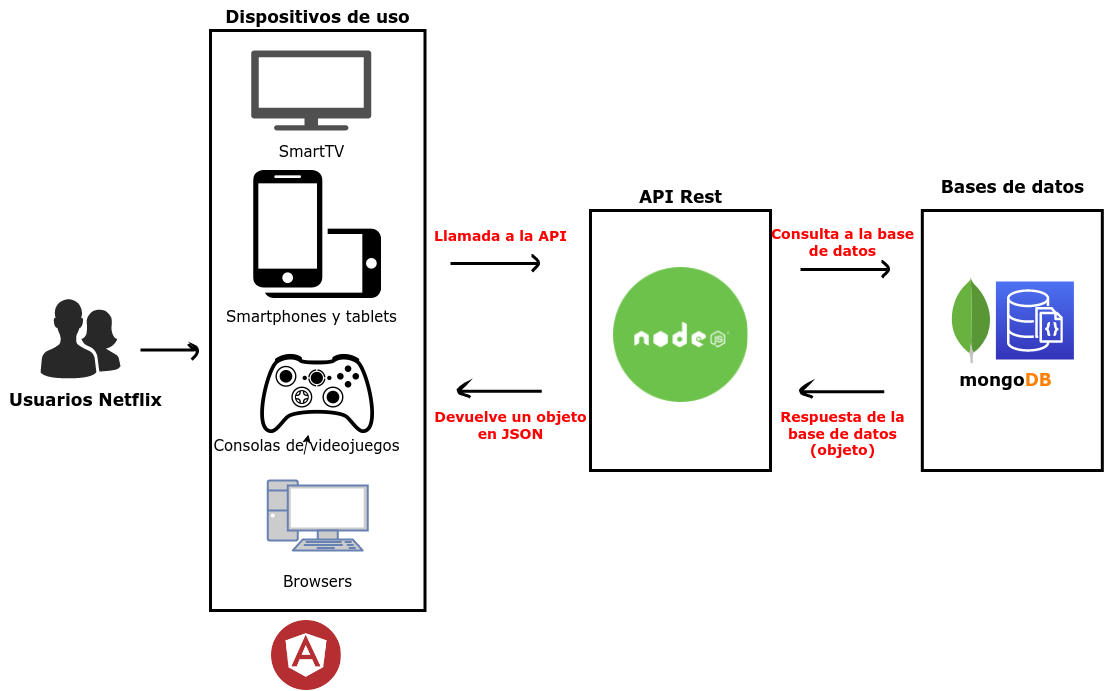 Dispositivos de uso
SmartTV
Smartphones y tablets
Consolas de videojuegos
Browsers
A
Usuarios Netflix
Llamada a la API
Devuelve un objeto
en JSON
API Rest
node
JS
Consulta a la base
de datos
Respuesta de la
base de datos
(objeto)
Bases de datos
{}
mongoDB